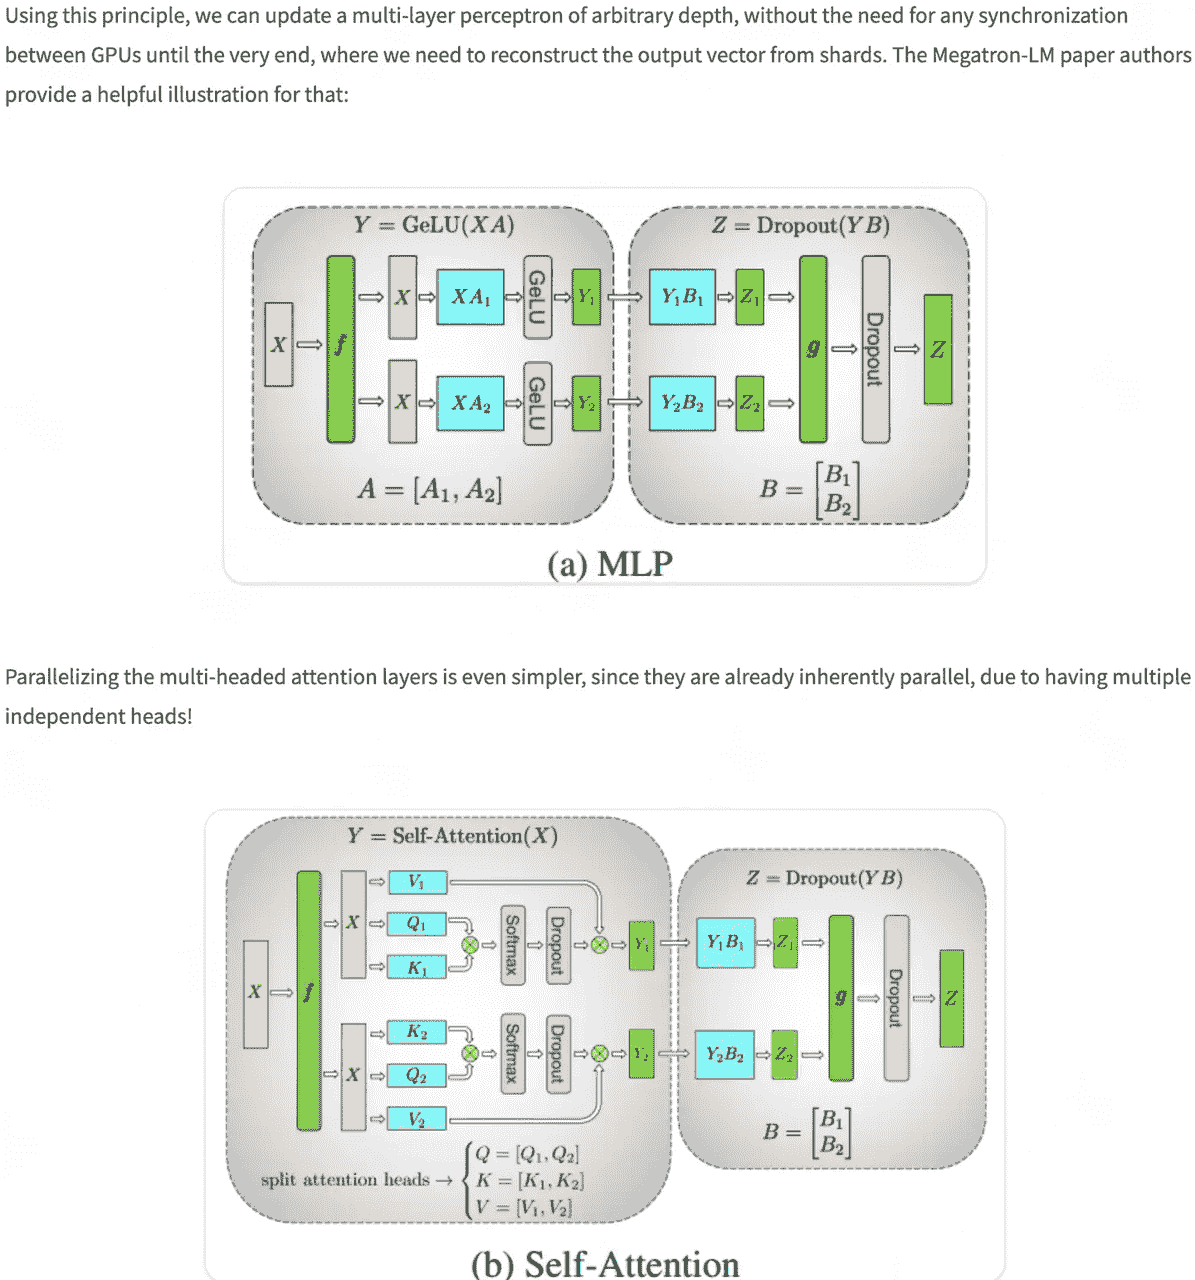 Using this principle, we can update a multi-layer perceptron of arbitrary depth, without the need for any synchronization
between GPUs until the very end, where we need to reconstruct the output vector from shards. The Megatron-LM paper authors
provide a helpful illustration for that:
Y = GeLU(XA)
Z = Dropout(YB)
X
f
X
XA₁
GeLU
Y₁
Y₁B₁
Z₁
X
XA₂
GeLU
Y₂
Y₂B₂
Z₂
g
Dropout
Z
A = [A₁, A₂]
B = [B₁
B₂]
(a) MLP
Parallelizing the multi-headed attention layers is even simpler, since they are already inherently parallel, due to having multiple
independent heads!
Y = Self-Attention(X)
Z = Dropout(YB)
X
f
X
V₁
Q₁
K₁
Softmax
Dropout
Y₁
Y₁B₁
Z₁
X
K₂
Q₂
V₂
Softmax
Dropout
Y₂
Y₂B₂
Z₂
g
Dropout
Z
B = [B₁
B₂]
split attention heads → { Q = [Q₁, Q₂]
K = [K₁, K₂]
V = [V₁, V₂]
(b) Self-Attention